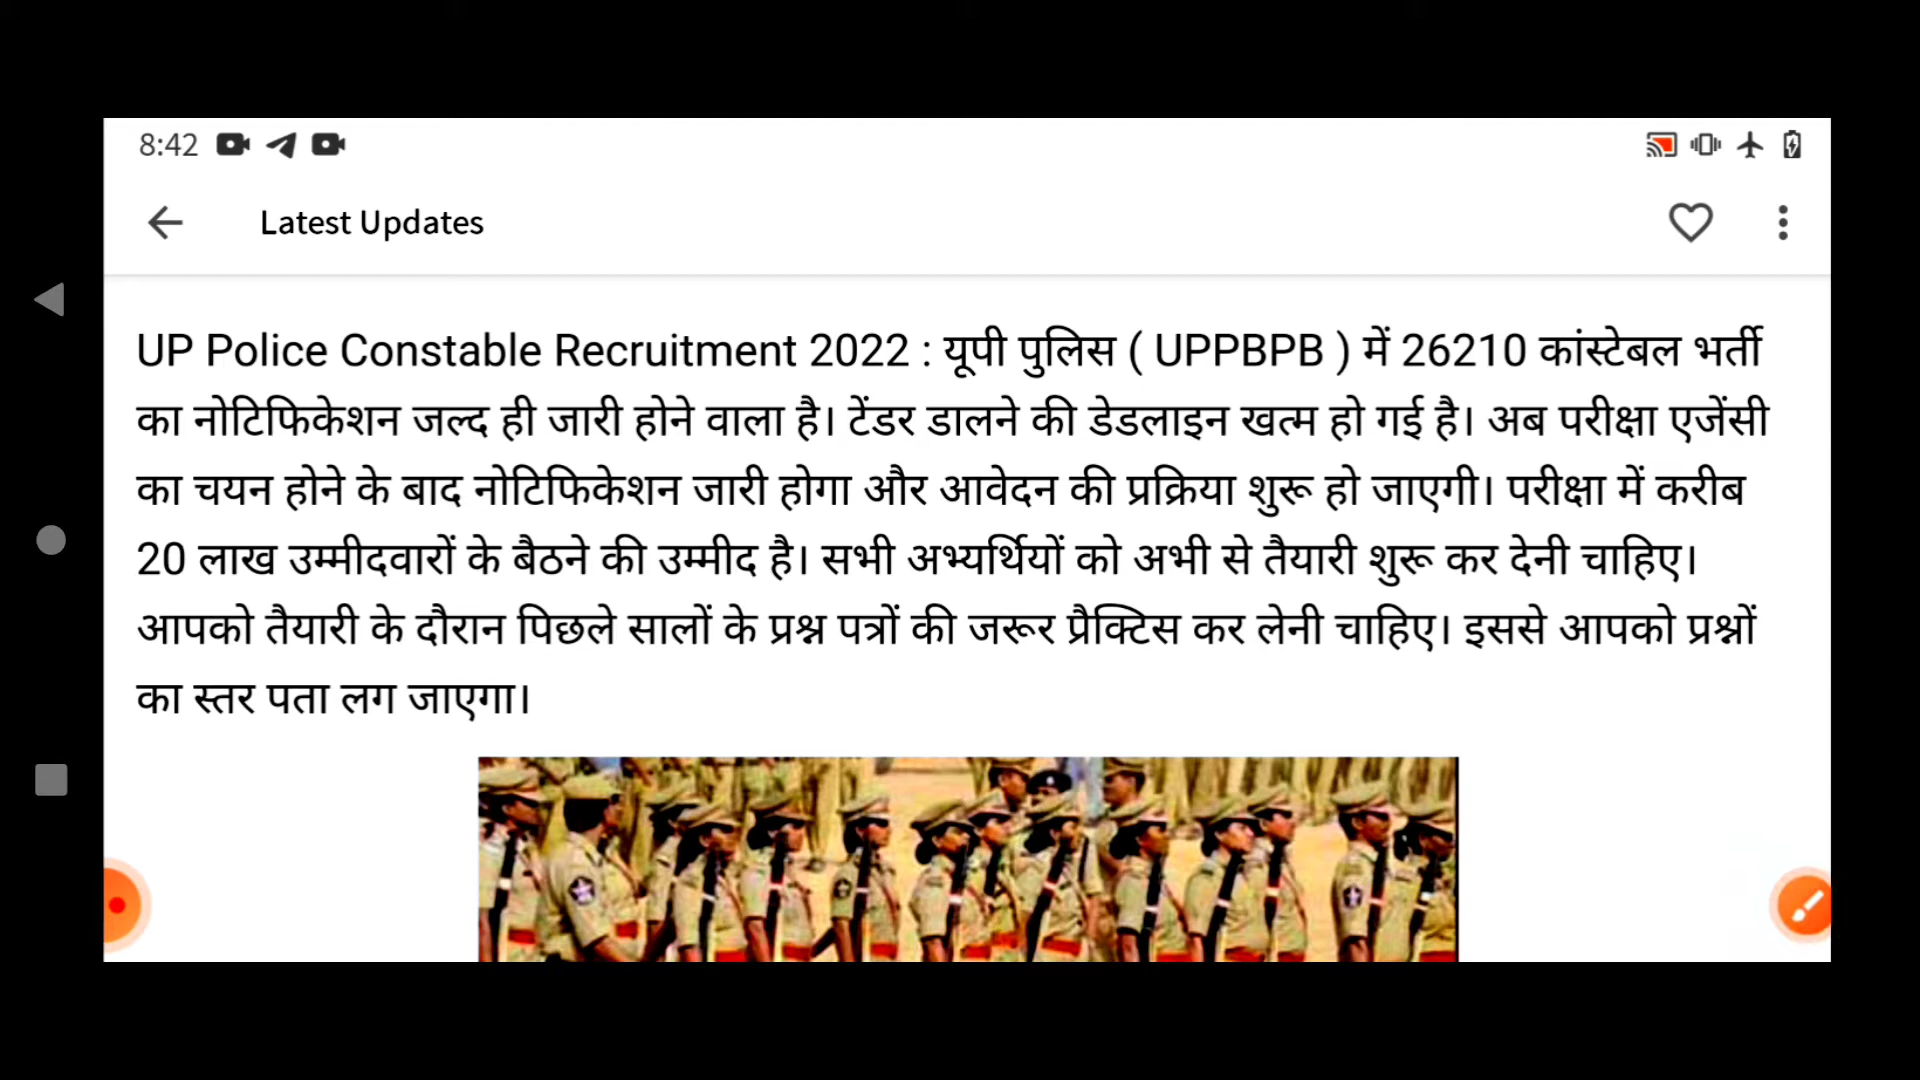 8:42
Latest Updates
UP Police Constable Recruitment 2022 : यूपी पुलिस ( UPPBPB ) में 26210 कांस्टेबल भर्ती
का नोटिफिकेशन जल्द ही जारी होने वाला है। टेंडर डालने की डेडलाइन खत्म हो गई है। अब परीक्षा एजेंसी
का चयन होने के बाद नोटिफिकेशन जारी होगा और आवेदन की प्रक्रिया शुरू हो जाएगी। परीक्षा में करीब
20 लाख उम्मीदवारों के बैठने की उम्मीद है। सभी अभ्यर्थियों को अभी से तैयारी शुरू कर देनी चाहिए।
आपको तैयारी के दौरान पिछले सालों के प्रश्न पत्रों की जरूर प्रैक्टिस कर लेनी चाहिए। इससे आपको प्रश्नों
का स्तर पता लग जाएगा।